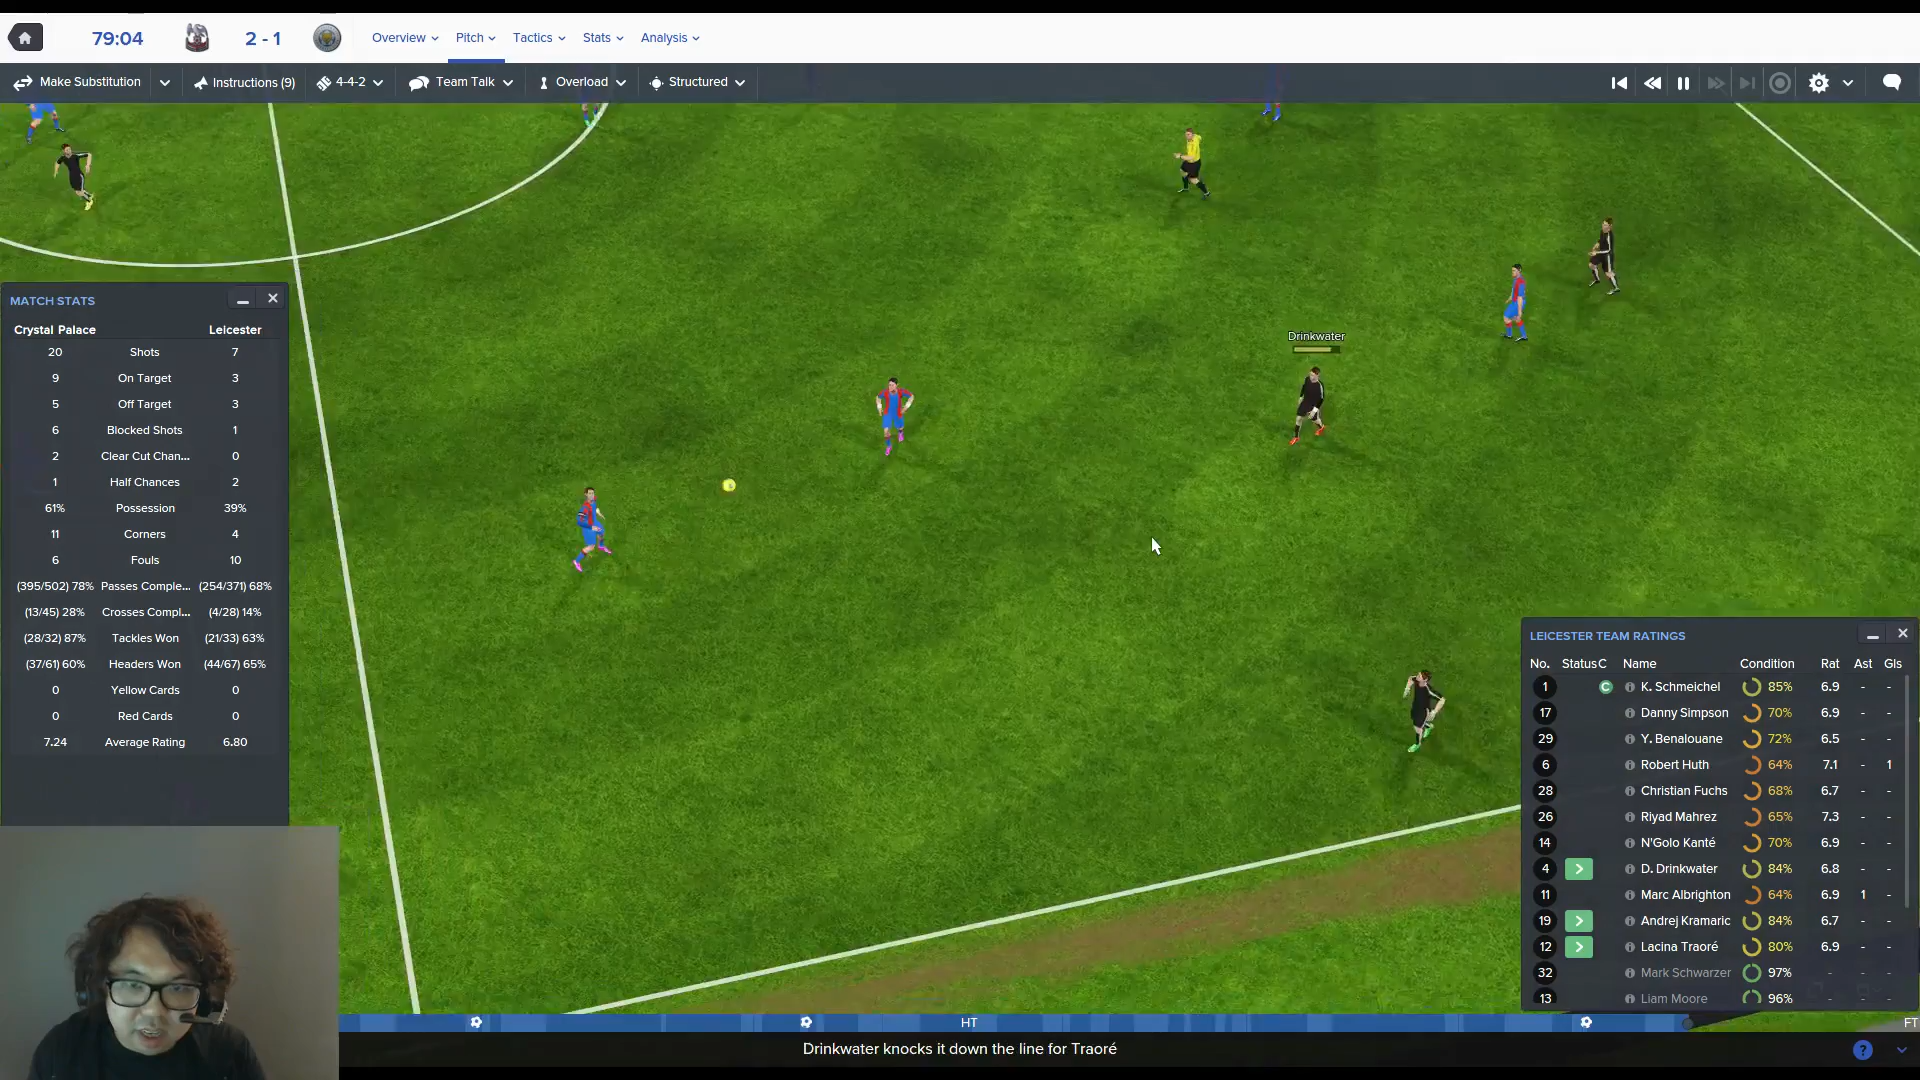 79:04
2 - 1
Overview
Pitch
Tactics
Stats
Analysis
Make Substitution
Instructions (9)
4-4-2
Team Talk
Overload
Structured
Drinkwater
MATCH STATS
Crystal Palace Leicester
20 Shots 7
9 On Target 3
5 Off Target 3
6 Blocked Shots 1
2 Clear Cut Chan... 0
1 Half Chances 2
61% Possession 39%
11 Corners 4
6 Fouls 10
(395/502) 78% Passes Comple... (254/371) 68%
(13/45) 28% Crosses Compl... (4/28) 14%
(28/32) 87% Tackles Won (21/33) 63%
(37/61) 60% Headers Won (44/67) 65%
0 Yellow Cards 0
0 Red Cards 0
7.24 Average Rating 6.80
LEICESTER TEAM RATINGS
No. Status C Name Condition Rat Ast Gls
1 C K. Schmeichel 85% 6.9 - -
17 Danny Simpson 70% 6.9 - -
29 Y. Benalouane 72% 6.5 - -
6 Robert Huth 64% 7.1 - 1
28 Christian Fuchs 68% 6.7 - -
26 Riyad Mahrez 65% 7.3 - -
14 N'Golo Kanté 70% 6.9 - -
4 D. Drinkwater 84% 6.8 - -
11 Marc Albrighton 64% 6.9 1 -
19 Andrej Kramaric 84% 6.7 - -
12 Lacina Traoré 80% 6.9 - -
32 Mark Schwarzer 97% - - -
13 Liam Moore 96% - - -
HT
FT
Drinkwater knocks it down the line for Traoré
?